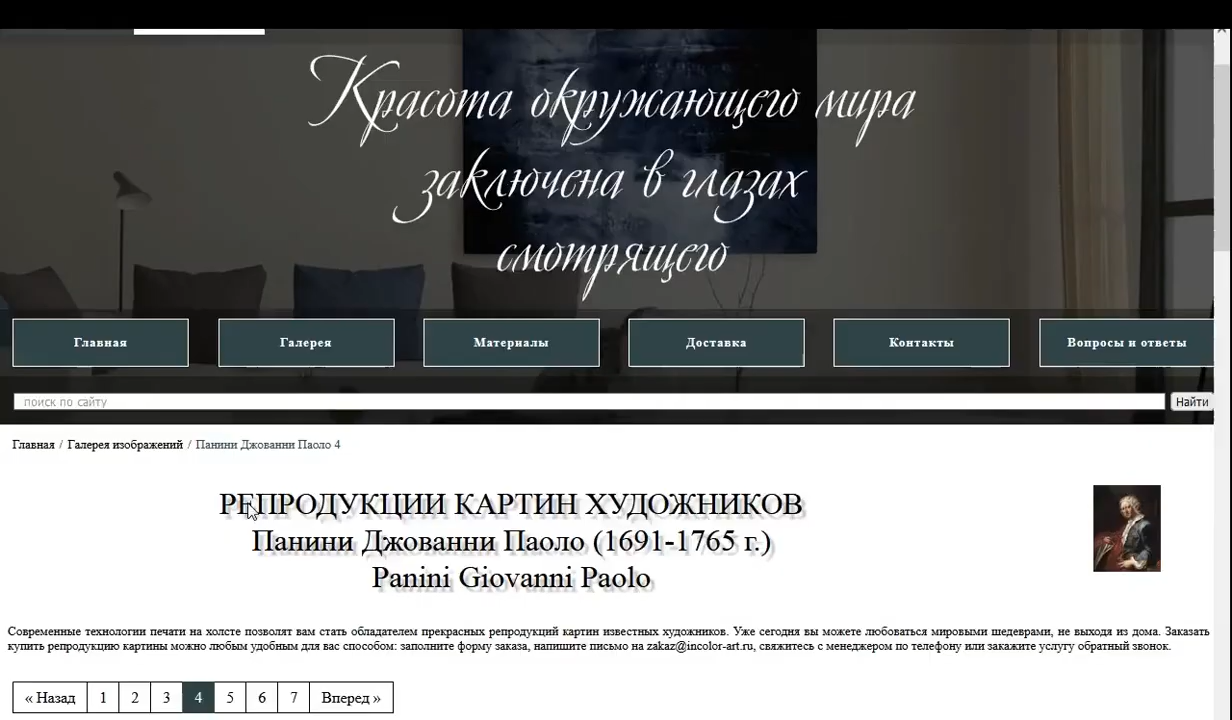 Красота окружающего мира
заключена в глазах
смотрящего
Главная
Галерея
Материалы
Доставка
Контакты
Вопросы и ответы
поиск по сайту
Найти
Главная / Галерея изображений / Панини Джованни Паоло 4
РЕПРОДУКЦИИ КАРТИН ХУДОЖНИКОВ
Панини Джованни Паоло (1691-1765 г.)
Panini Giovanni Paolo
Современные технологии печати на холсте позволят вам стать обладателем прекрасных репродукций картин известных художников. Уже сегодня вы можете любоваться мировыми шедеврами, не выходя из дома. Заказать
купить репродукцию картины можно любым удобным для вас способом: заполните форму заказа, напишите письмо на zakaz@incolor-art.ru, свяжитесь с менеджером по телефону или закажите услугу обратный звонок.
« Назад 1 2 3 4 5 6 7 Вперед »